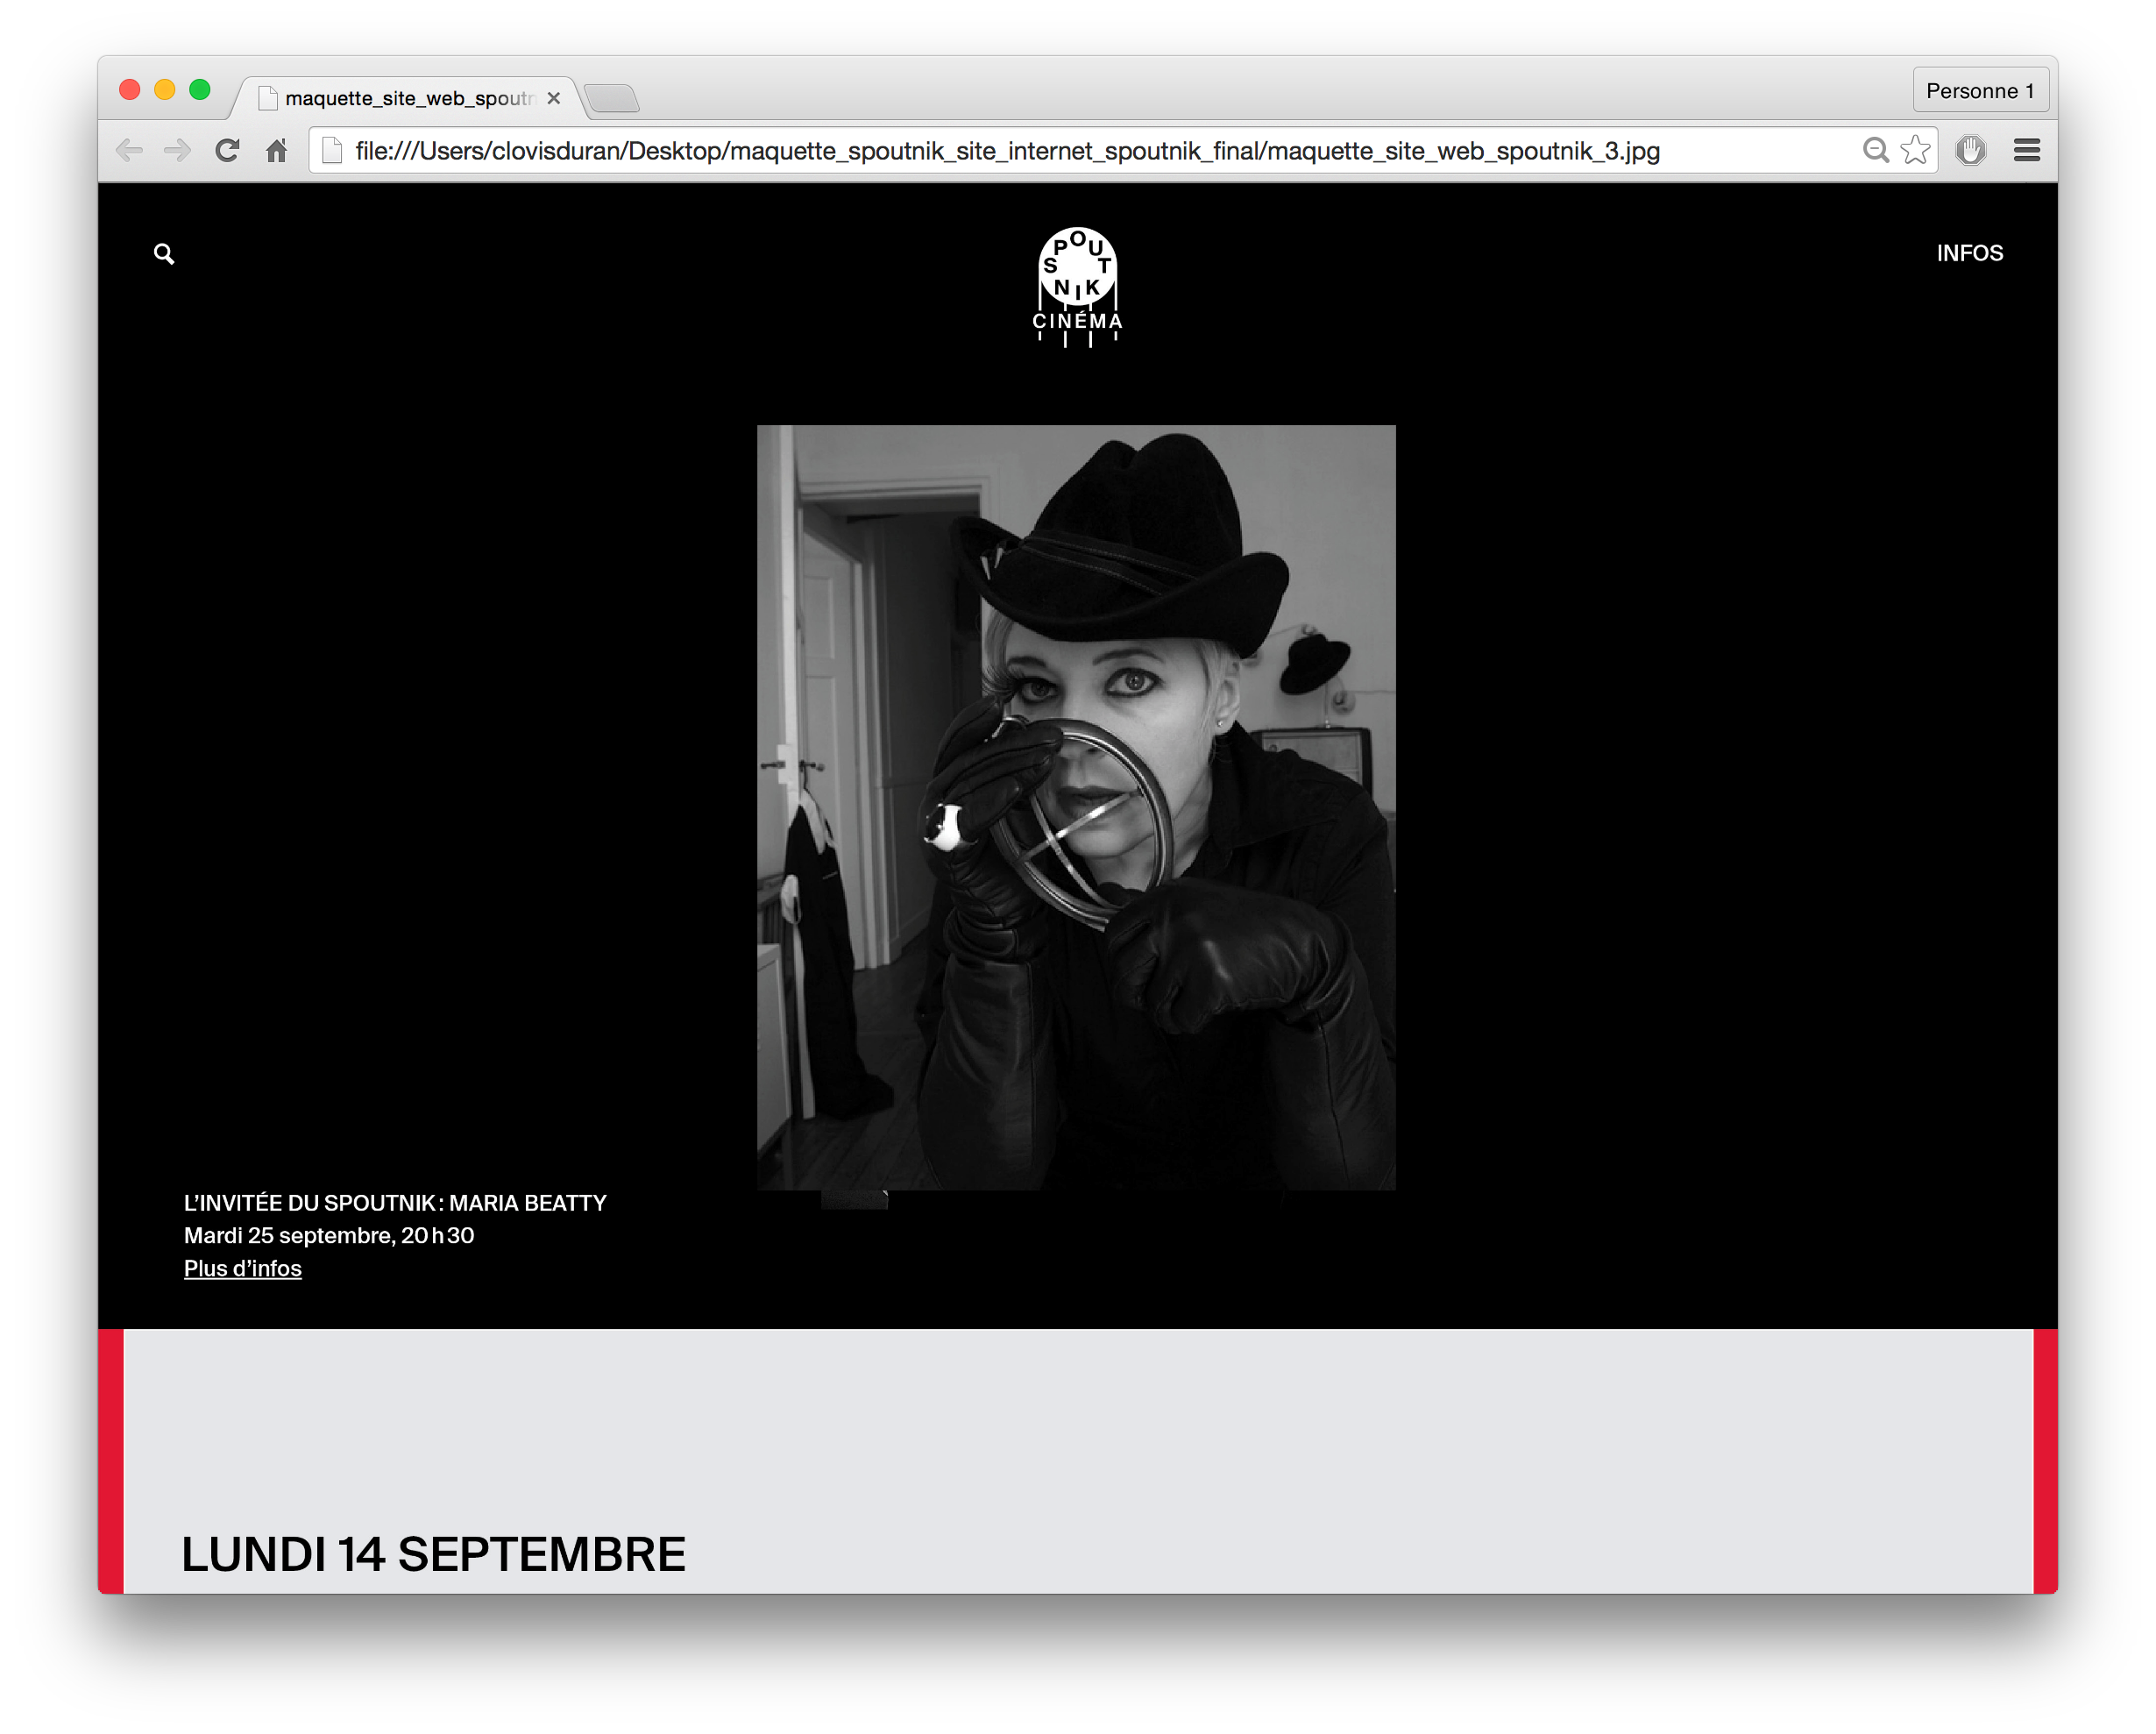 maquette_site_web_spoutn
Personne 1
file:///Users/clovisduran/Desktop/maquette_spoutnik_site_internet_spoutnik_final/maquette_site_web_spoutnik_3.jpg
SPOUTNIK
CINÉMA
INFOS
L’INVITÉE DU SPOUTNIK : MARIA BEATTY
Mardi 25 septembre, 20 h 30
Plus d’infos
LUNDI 14 SEPTEMBRE